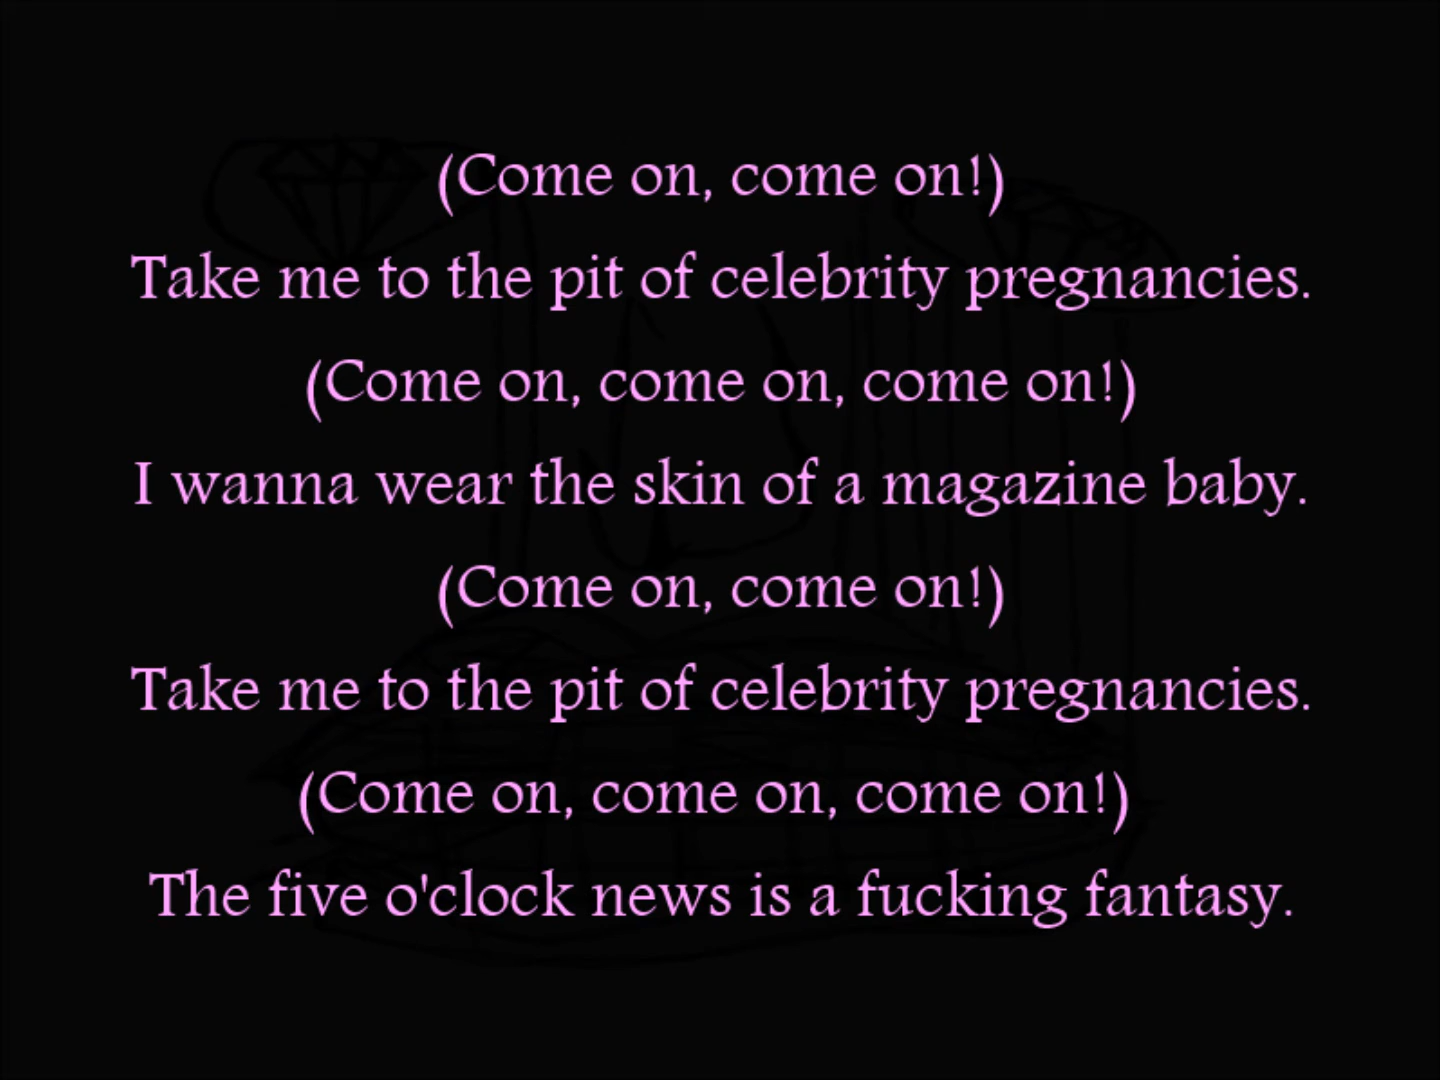 (Come on, come on!)
Take me to the pit of celebrity pregnancies.
(Come on, come on, come on!)
I wanna wear the skin of a magazine baby.
(Come on, come on!)
Take me to the pit of celebrity pregnancies.
(Come on, come on, come on!)
The five o'clock news is a fucking fantasy.